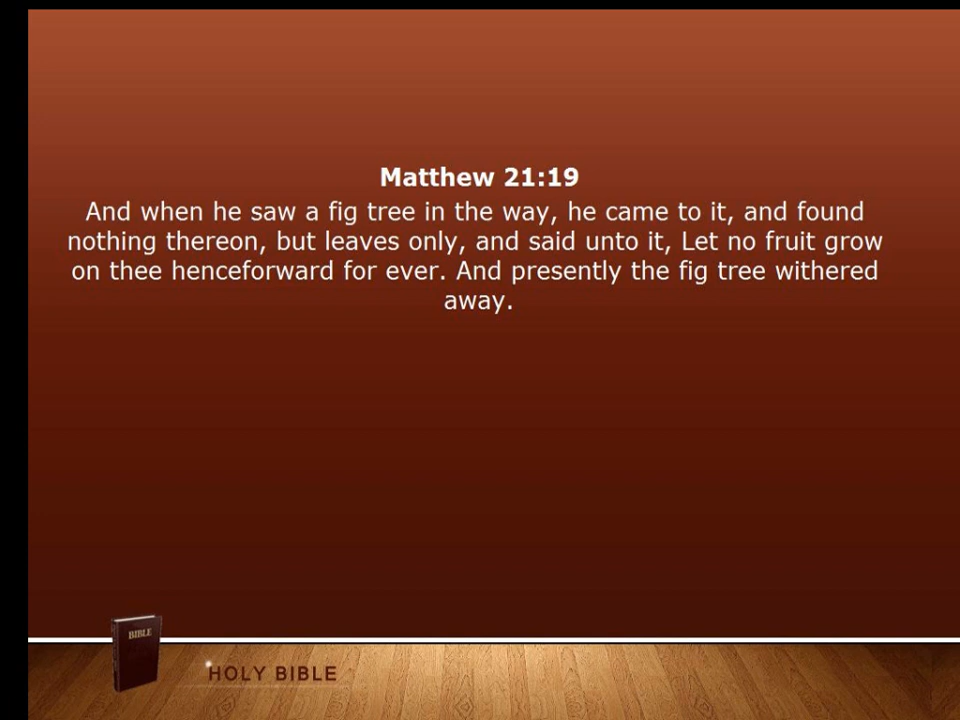 Matthew 21:19
And when he saw a fig tree in the way, he came to it, and found
nothing thereon, but leaves only, and said unto it, Let no fruit grow
on thee henceforward for ever. And presently the fig tree withered
away.
BIBLE
HOLY BIBLE